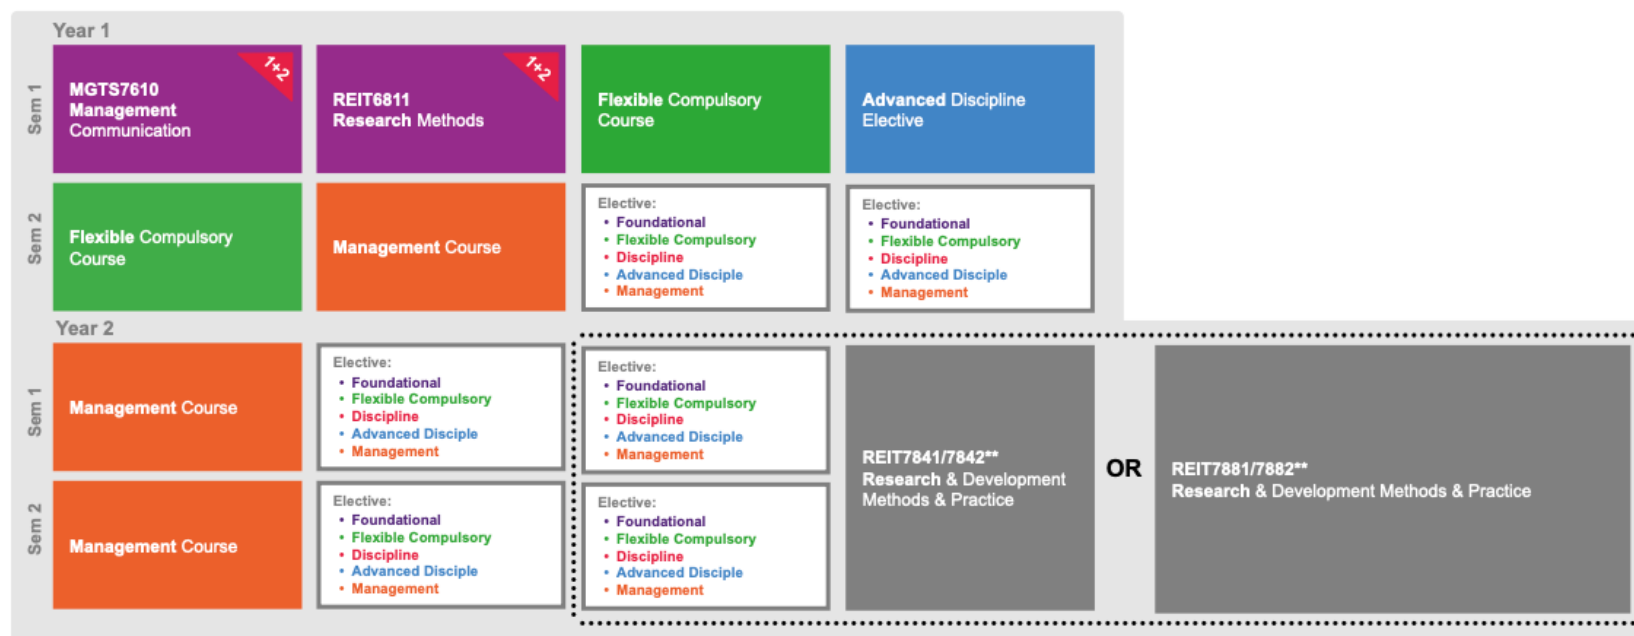 Year 1
Sem 1
MGTS7610
Management
Communication
1+2
REIT6811
Research Methods
1+2
Flexible Compulsory
Course
Advanced Discipline
Elective
Sem 2
Flexible Compulsory
Course
Management Course
Elective:
• Foundational
• Flexible Compulsory
• Discipline
• Advanced Disciple
• Management
Elective:
• Foundational
• Flexible Compulsory
• Discipline
• Advanced Disciple
• Management
Year 2
Sem 1
Management Course
Elective:
• Foundational
• Flexible Compulsory
• Discipline
• Advanced Disciple
• Management
Elective:
• Foundational
• Flexible Compulsory
• Discipline
• Advanced Disciple
• Management
REIT7841/7842**
Research & Development
Methods & Practice
OR
REIT7881/7882**
Research & Development Methods & Practice
Sem 2
Management Course
Elective:
• Foundational
• Flexible Compulsory
• Discipline
• Advanced Disciple
• Management
Elective:
• Foundational
• Flexible Compulsory
• Discipline
• Advanced Disciple
• Management